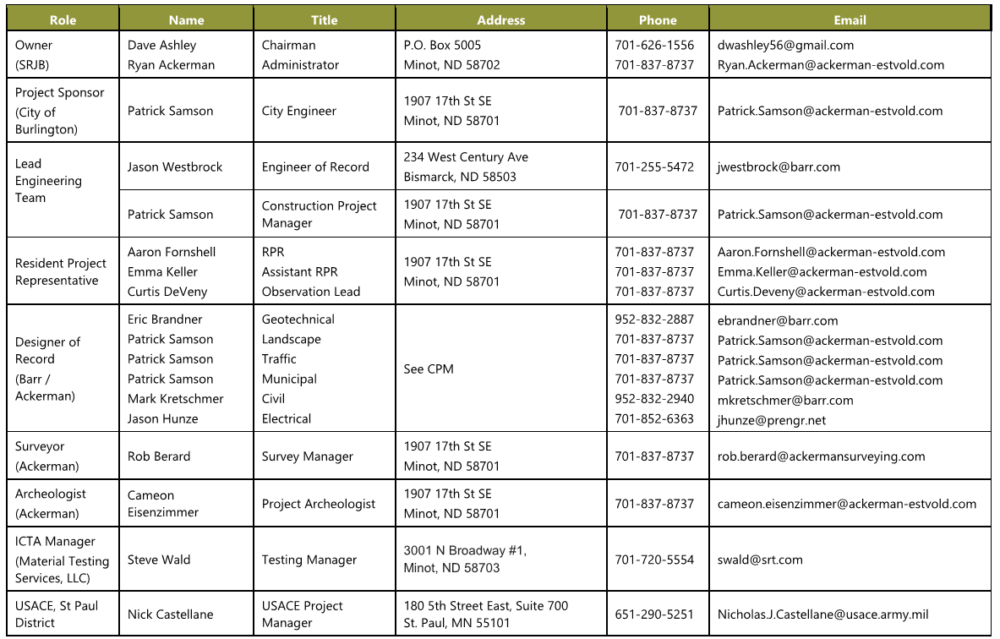 Role Name Title Address Phone Email
Owner
(SRJB)
Dave Ashley
Ryan Ackerman
Chairman
Administrator
P.O. Box 5005
Minot, ND 58702
701-626-1556
701-837-8737
dwashley56@gmail.com
Ryan.Ackerman@ackerman-estvold.com
Project Sponsor
(City of
Burlington)
Patrick Samson
City Engineer
1907 17th St SE
Minot, ND 58701
701-837-8737
Patrick.Samson@ackerman-estvold.com
Lead
Engineering
Team
Jason Westbrock
Engineer of Record
234 West Century Ave
Bismarck, ND 58503
701-255-5472
jwestbrock@barr.com
Patrick Samson
Construction Project
Manager
1907 17th St SE
Minot, ND 58701
701-837-8737
Patrick.Samson@ackerman-estvold.com
Resident Project
Representative
Aaron Fornshell
Emma Keller
Curtis DeVeny
RPR
Assistant RPR
Observation Lead
1907 17th St SE
Minot, ND 58701
701-837-8737
701-837-8737
701-837-8737
Aaron.Fornshell@ackerman-estvold.com
Emma.Keller@ackerman-estvold.com
Curtis.Deveny@ackerman-estvold.com
Designer of
Record
(Barr /
Ackerman)
Eric Brandner
Patrick Samson
Patrick Samson
Patrick Samson
Mark Kretschmer
Jason Hunze
Geotechnical
Landscape
Traffic
Municipal
Civil
Electrical
See CPM
952-832-2887
701-837-8737
701-837-8737
701-837-8737
952-832-2940
701-852-6363
ebrandner@barr.com
Patrick.Samson@ackerman-estvold.com
Patrick.Samson@ackerman-estvold.com
Patrick.Samson@ackerman-estvold.com
mkretschmer@barr.com
jhunze@prengr.net
Surveyor
(Ackerman)
Rob Berard
Survey Manager
1907 17th St SE
Minot, ND 58701
701-837-8737
rob.berard@ackermansurveying.com
Archeologist
(Ackerman)
Cameon
Eisenzimmer
Project Archeologist
1907 17th St SE
Minot, ND 58701
701-837-8737
cameon.eisenzimmer@ackerman-estvold.com
ICTA Manager
(Material Testing
Services, LLC)
Steve Wald
Testing Manager
3001 N Broadway #1,
Minot, ND 58703
701-720-5554
swald@srt.com
USACE, St Paul
District
Nick Castellane
USACE Project
Manager
180 5th Street East, Suite 700
St. Paul, MN 55101
651-290-5251
Nicholas.J.Castellane@usace.army.mil